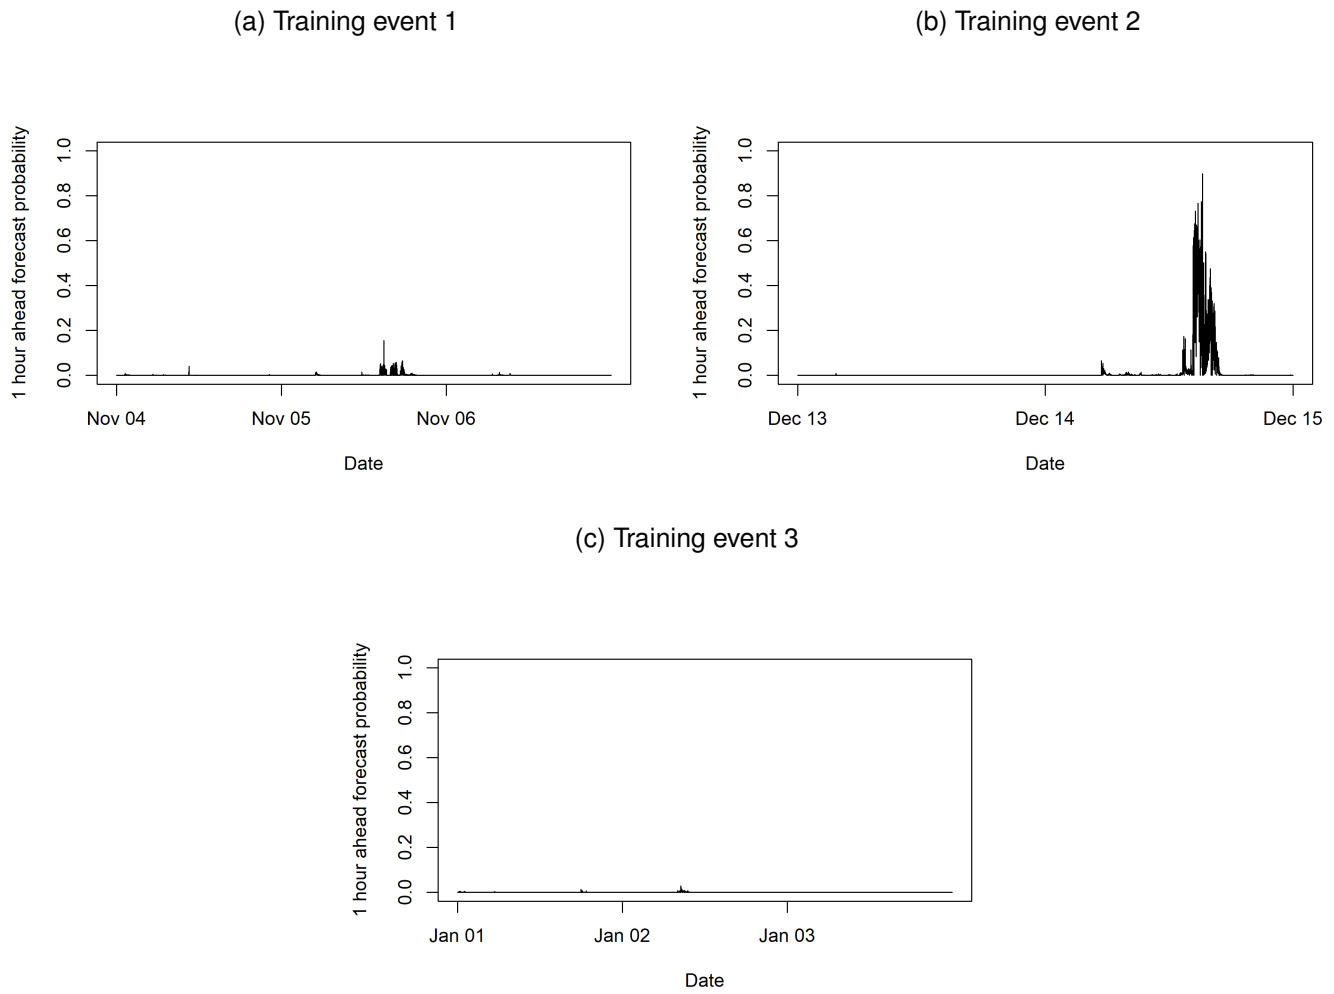 (a) Training event 1
1 hour ahead forecast probability
1.0
0.8
0.6
0.4
0.2
0.0
Nov 04
Nov 05
Nov 06
Date
(b) Training event 2
1 hour ahead forecast probability
1.0
0.8
0.6
0.4
0.2
0.0
Dec 13
Dec 14
Dec 15
Date
(c) Training event 3
1 hour ahead forecast probability
1.0
0.8
0.6
0.4
0.2
0.0
Jan 01
Jan 02
Jan 03
Date